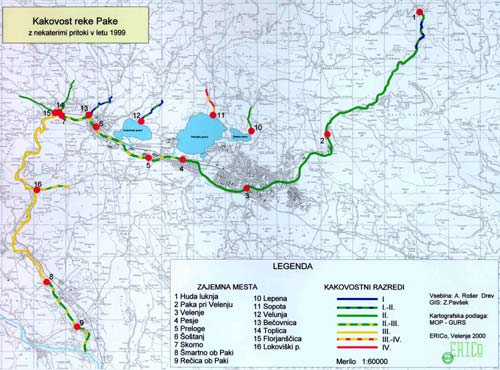 Kakovost reke Pake
z nekaterimi pritoki v letu 1999
1
2
3
4
5
6
7
8
9
10
11
12
13
14
15
16
LEGENDA
ZAJEMNA MESTA
1 Huda luknja
2 Paka pri Velenju
3 Velenje
4 Pesje
5 Preloge
6 Šoštanj
7 Skorno
8 Šmartno ob Paki
9 Rečica ob Paki
10 Lepena
11 Sopota
12 Velunja
13 Bečovnica
14 Toplica
15 Florjanščica
16 Lokoviški p.
KAKOVOSTNI RAZREDI
I
I.-II.
II.
II.-III.
III.
III.-IV.
IV.
Merilo 1:60000
Vsebina: A. Rošer Drev
GIS: Z.Pavšek
Kartografska podlaga:
MOP - GURS
ERICo, Velenje 2000
ERICo